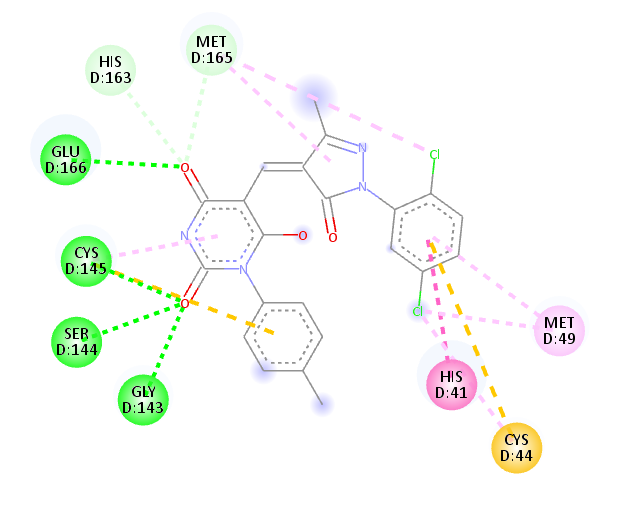 MET
D:165
HIS
D:163
GLU
D:166
CYS
D:145
SER
D:144
GLY
D:143
MET
D:49
HIS
D:41
CYS
D:44
Cl
N
N
O
O
O
N
N
O
Cl